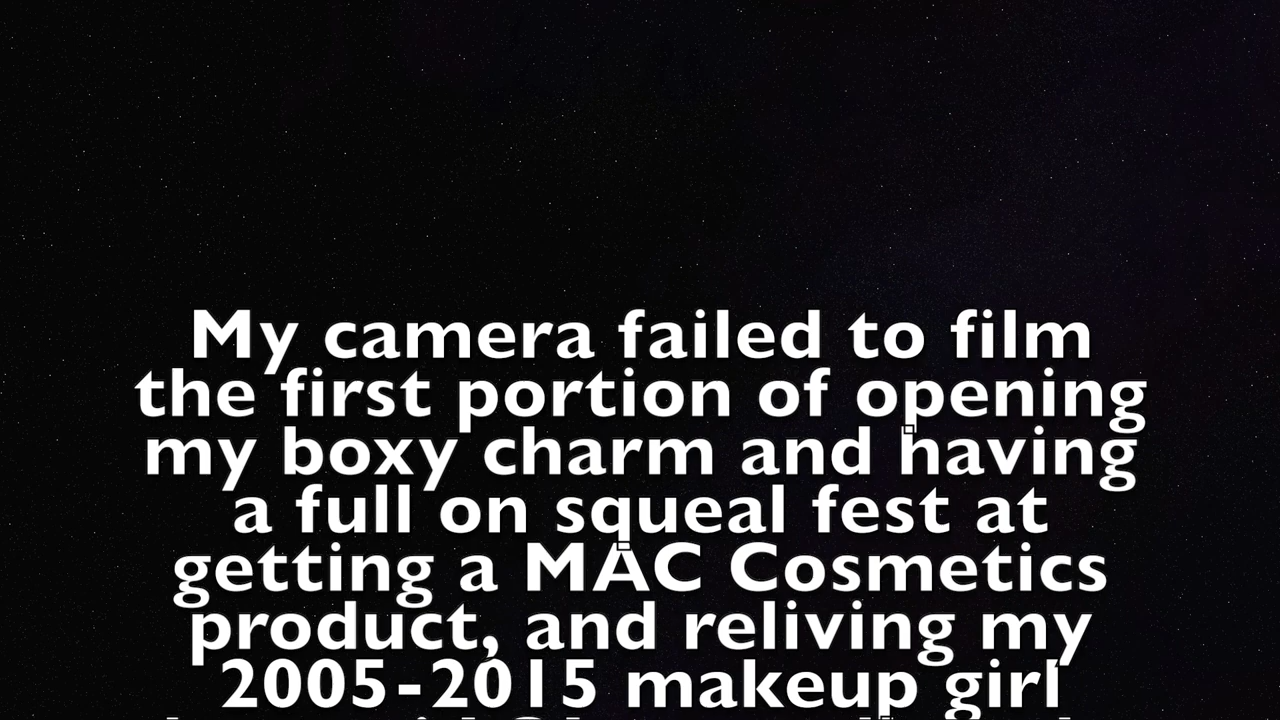 My camera failed to film
the first portion of opening
my boxy charm and having
a full on squeal fest at
getting a MAC Cosmetics
product, and reliving my
2005-2015 makeup girl